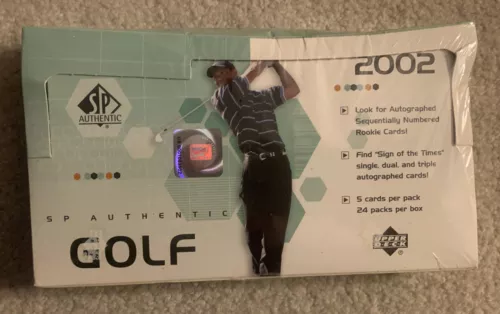 2002
SP
AUTHENTIC
Look for Autographed
Sequentially Numbered
Rookie Cards!
Find "Sign of the Times"
single, dual, and triple
autographed cards!
5 cards per pack
24 packs per box
SP AUTHENTIC
GOLF
UPPER
DECK